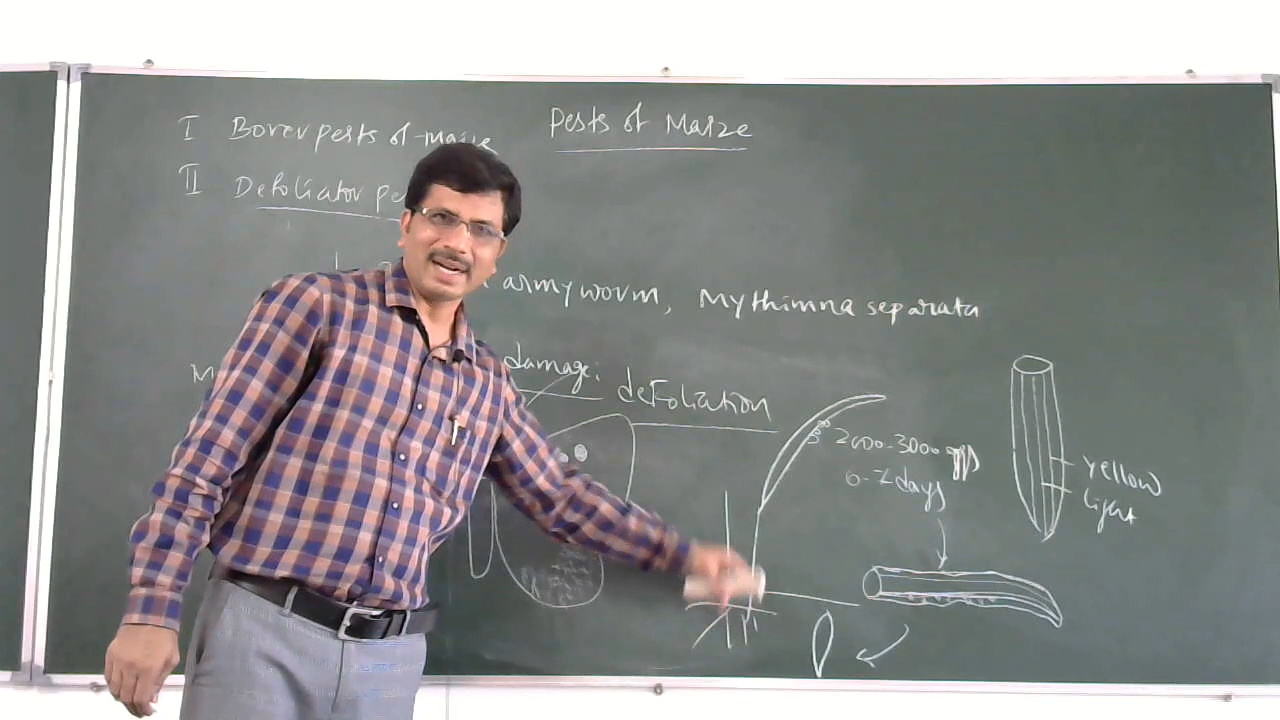 Pests of Maize
I Borer pests of maize
II Defoliator pe
armyworm, Mythimna separata
damage: defoliation
2000-3000
6-7 days
yellow
light